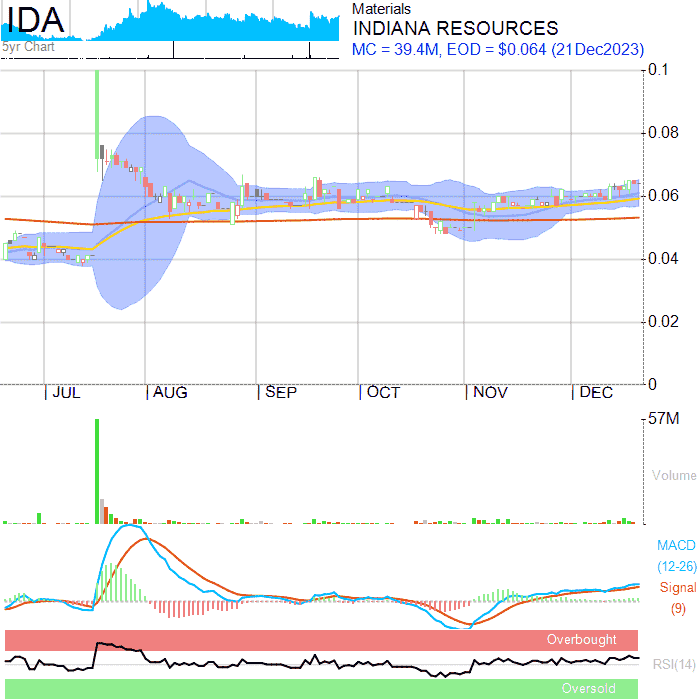 IDA
5yr Chart
Materials
INDIANA RESOURCES
MC = 39.4M, EOD = $0.064 (21Dec2023)
0.1
0.08
0.06
0.04
0.02
0
JUL AUG SEP OCT NOV DEC
57M
Volume
MACD
(12-26)
Signal
(9)
Overbought
RSI(14)
Oversold